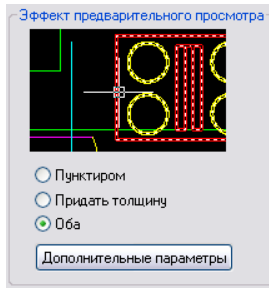 Эффект предварительного просмотра
Пунктиром
Придать толщину
Оба
Дополнительные параметры